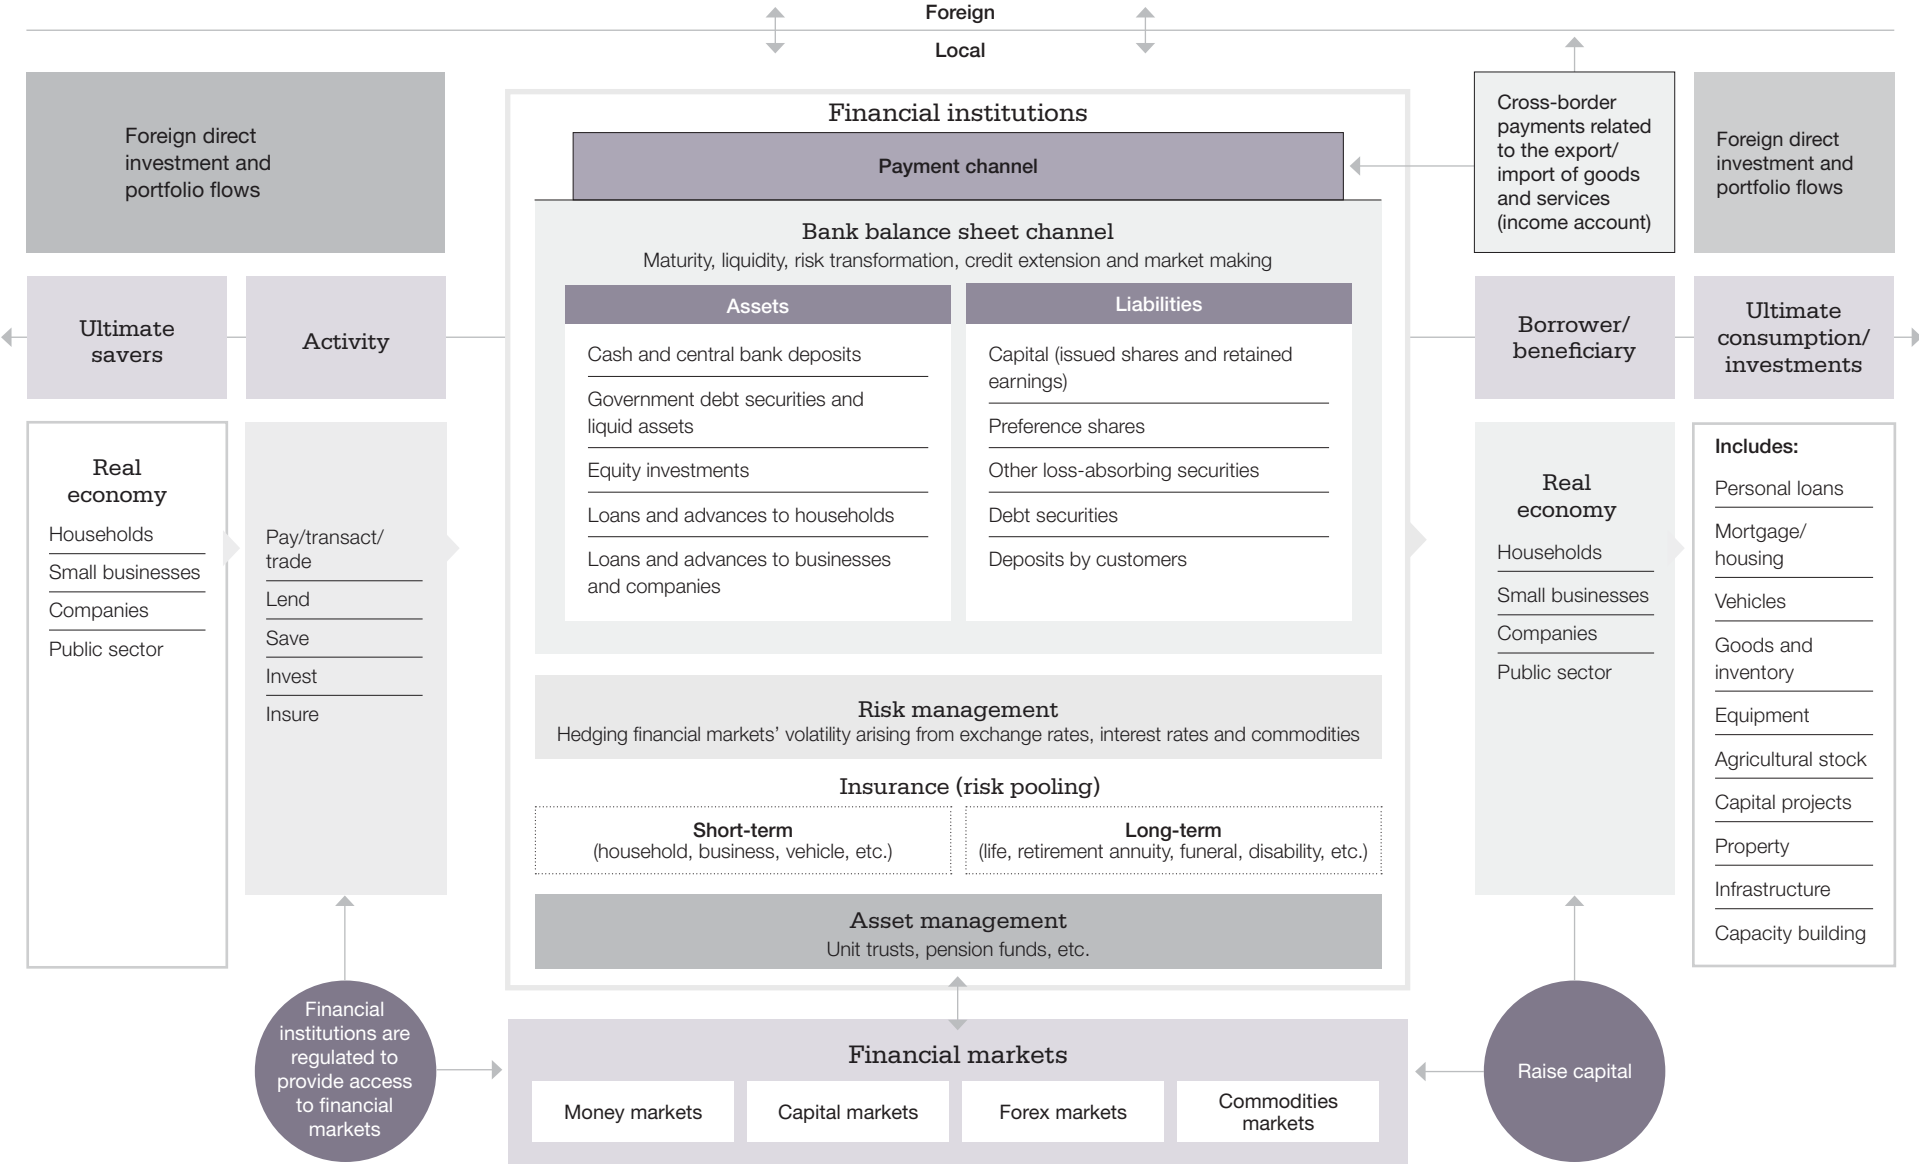 Foreign
Local
Foreign direct
investment and
portfolio flows
Financial institutions
Payment channel
Cross-border
payments related
to the export/
import of goods
and services
(income account)
Foreign direct
investment and
portfolio flows
Bank balance sheet channel
Maturity, liquidity, risk transformation, credit extension and market making
Ultimate
savers
Activity
Assets
Cash and central bank deposits
Government debt securities and
liquid assets
Equity investments
Loans and advances to households
Loans and advances to businesses
and companies
Liabilities
Capital (issued shares and retained
earnings)
Preference shares
Other loss-absorbing securities
Debt securities
Deposits by customers
Borrower/
beneficiary
Ultimate
consumption/
investments
Real
economy
Households
Small businesses
Companies
Public sector
Pay/transact/
trade
Lend
Save
Invest
Insure
Real
economy
Households
Small businesses
Companies
Public sector
Includes:
Personal loans
Mortgage/
housing
Vehicles
Goods and
inventory
Equipment
Agricultural stock
Capital projects
Property
Infrastructure
Capacity building
Risk management
Hedging financial markets’ volatility arising from exchange rates, interest rates and commodities
Insurance (risk pooling)
Short-term
(household, business, vehicle, etc.)
Long-term
(life, retirement annuity, funeral, disability, etc.)
Asset management
Unit trusts, pension funds, etc.
Financial
institutions are
regulated to
provide access
to financial
markets
Financial markets
Money markets
Capital markets
Forex markets
Commodities
markets
Raise capital